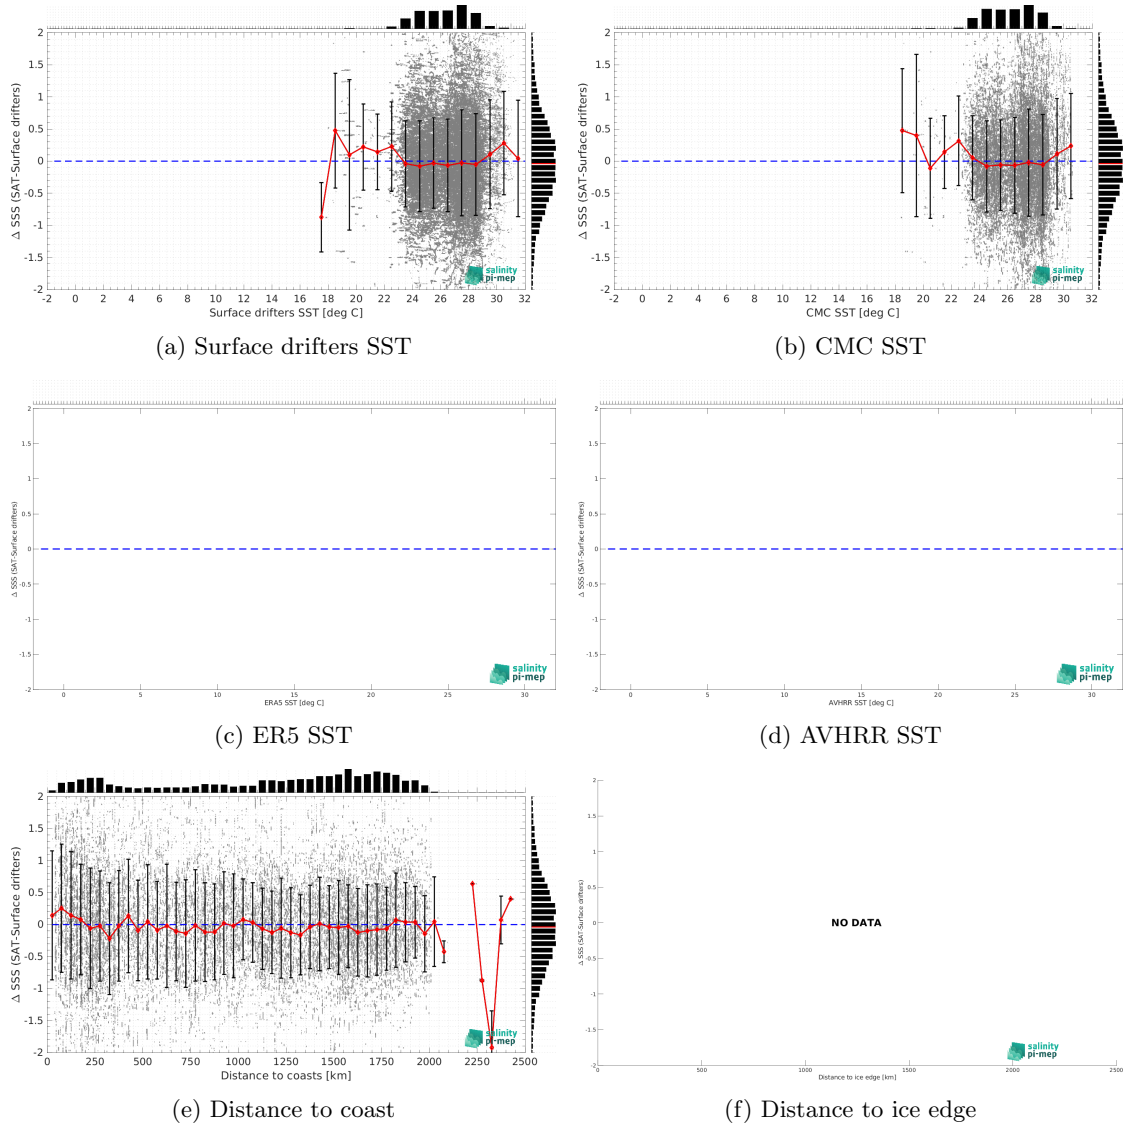 2
1.5
1
0.5
0
-0.5
-1
-1.5
-2
Δ SSS (SAT-Surface drifters)
-2 0 2 4 6 8 10 12 14 16 18 20 22 24 26 28 30 32
Surface drifters SST [deg C]
salinity
pi-mep
(a) Surface drifters SST
2
1.5
1
0.5
0
-0.5
-1
-1.5
-2
Δ SSS (SAT-Surface drifters)
-2 0 2 4 6 8 10 12 14 16 18 20 22 24 26 28 30 32
CMC SST [deg C]
salinity
pi-mep
(b) CMC SST
2
1.5
1
0.5
0
-0.5
-1
-1.5
-2
Δ SSS (SAT-Surface drifters)
0 5 10 15 20 25 30
ERA5 SST [deg C]
salinity
pi-mep
(c) ER5 SST
2
1.5
1
0.5
0
-0.5
-1
-1.5
-2
Δ SSS (SAT-Surface drifters)
0 5 10 15 20 25 30
AVHRR SST [deg C]
salinity
pi-mep
(d) AVHRR SST
2
1.5
1
0.5
0
-0.5
-1
-1.5
-2
Δ SSS (SAT-Surface drifters)
0 250 500 750 1000 1250 1500 1750 2000 2250 2500
Distance to coasts [km]
salinity
pi-mep
(e) Distance to coast
2
1.5
1
0.5
0
-0.5
-1
-1.5
-2
Δ SSS (SAT-Surface drifters)
NO DATA
0 500 1000 1500 2000 2500
Distance to ice edge [km]
salinity
pi-mep
(f) Distance to ice edge